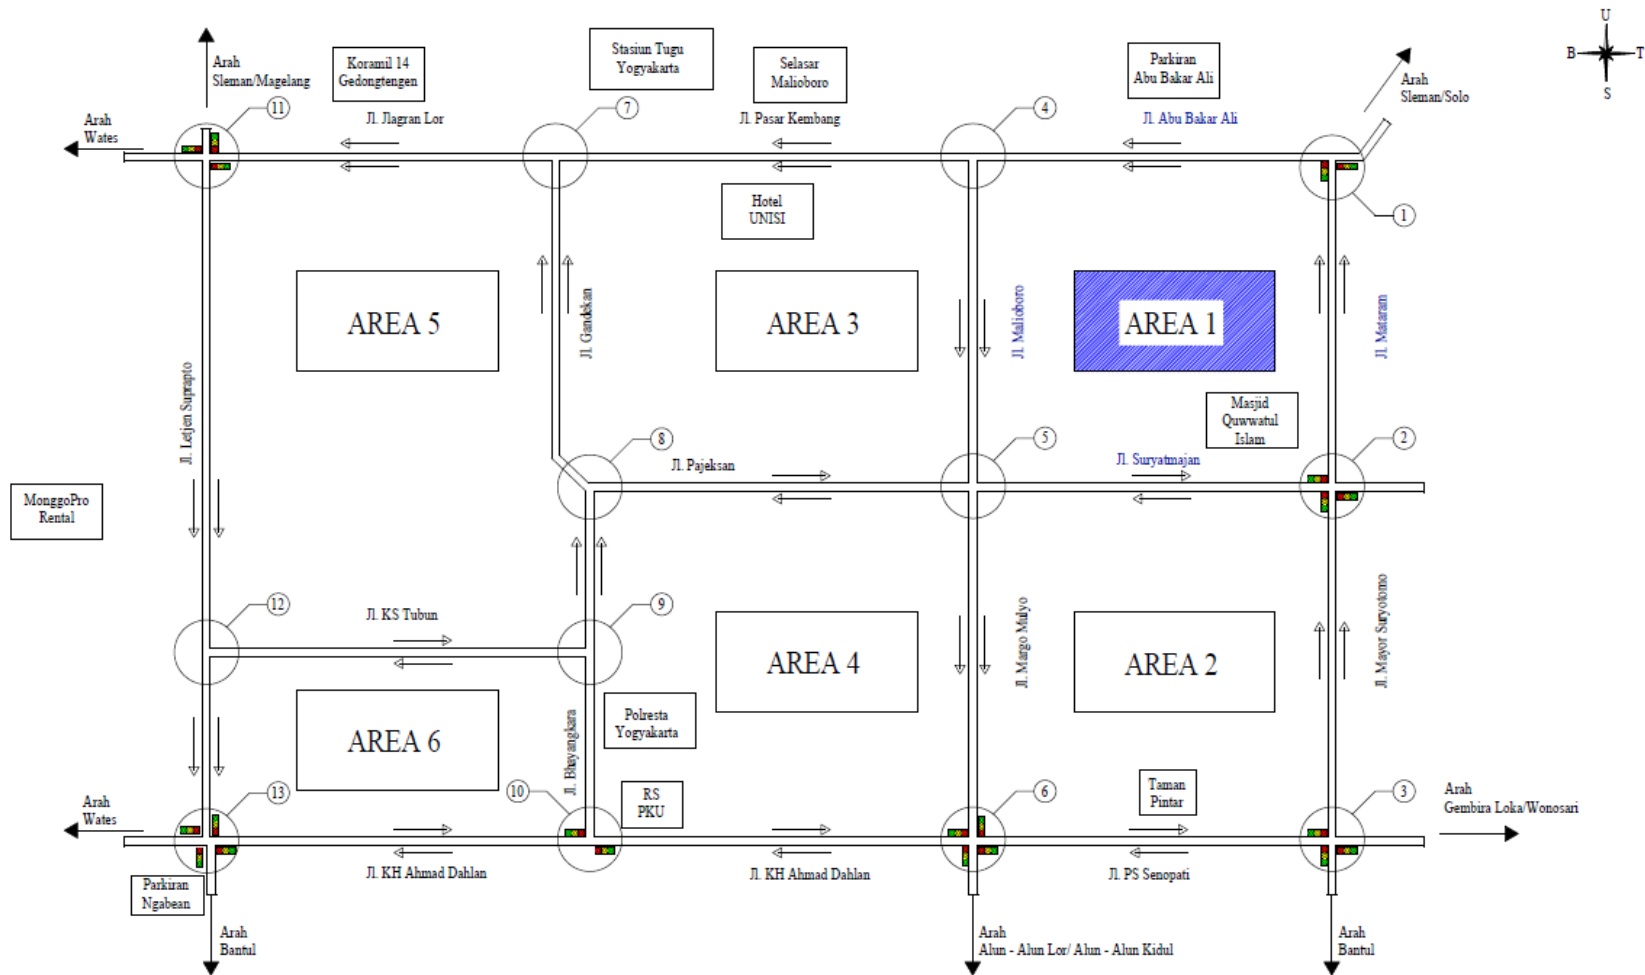 U
B
T
S
Arah
Sleman/Magelang
Koramil 14
Gedongtengen
Stasiun Tugu
Yogyakarta
Selasar
Malioboro
Parkiran
Abu Bakar Ali
Arah
Sleman/Solo
Arah
Wates
11
Jl. Jlagran Lor
7
Jl. Pasar Kembang
4
Jl. Abu Bakar Ali
1
Hotel
UNISI
AREA 5
Jl. Gandekan
AREA 3
Jl. Malioboro
AREA 1
Jl. Mataram
Jl. Letjen Suprapto
Masjid
Quwwatul
Islam
8
Jl. Pajeksan
5
Jl. Suryatmajan
2
MonggoPro
Rental
12
Jl. KS Tubun
9
AREA 4
Jl. Margo Mulyo
AREA 2
Jl. Mayor Suryotomo
AREA 6
Jl. Bhayangkara
Polresta
Yogyakarta
13
10
RS
PKU
6
Taman
Pintar
3
Arah
Gembira Loka/Wonosari
Arah
Wates
Jl. KH Ahmad Dahlan
Jl. KH Ahmad Dahlan
Jl. PS Senopati
Parkiran
Ngabean
Arah
Bantul
Arah
Alun - Alun Lor/ Alun - Alun Kidul
Arah
Bantul